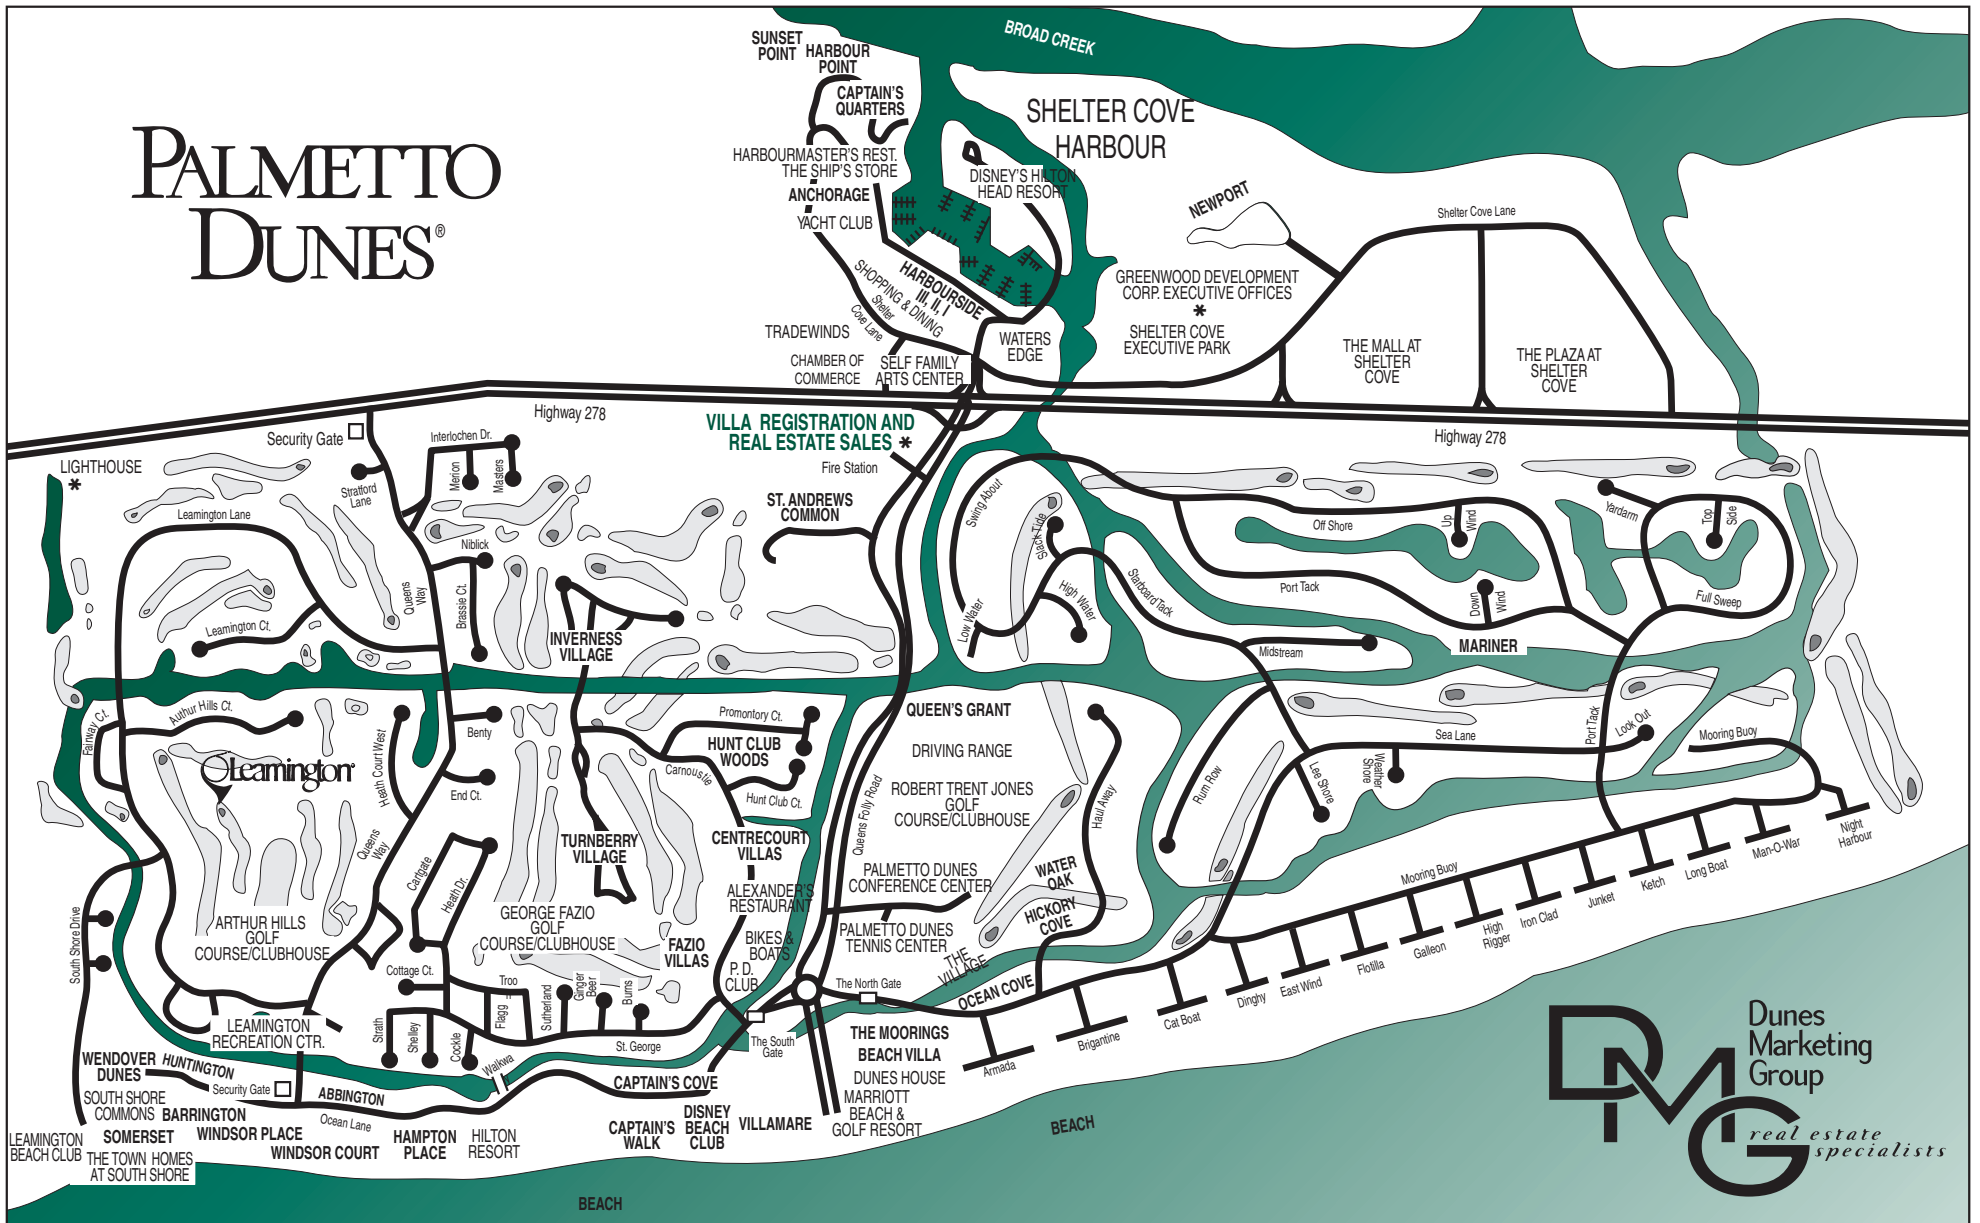 BROAD CREEK
SUNSET
POINT
HARBOUR
POINT
CAPTAIN'S
QUARTERS
SHELTER COVE
HARBOUR
PALMETTO
DUNES®
HARBOURMASTER'S REST.
THE SHIP'S STORE
DISNEY'S HILTON
HEAD RESORT
ANCHORAGE
YACHT CLUB
NEWPORT
Shelter Cove Lane
HARBOURSIDE
III, II, I
SHOPPING & DINING
Shelter
Cove Lane
GREENWOOD DEVELOPMENT
CORP. EXECUTIVE OFFICES
*
SHELTER COVE
EXECUTIVE PARK
TRADEWINDS
WATERS
EDGE
CHAMBER OF
COMMERCE
SELF FAMILY
ARTS CENTER
THE MALL AT
SHELTER
COVE
THE PLAZA AT
SHELTER
COVE
Highway 278
Highway 278
VILLA REGISTRATION AND
REAL ESTATE SALES *
Fire Station
Security Gate
Interlochen Dr.
Merion
Masters
Stratford
Lane
LIGHTHOUSE
*
Leamington Lane
Leamington Ct.
Niblick
Queens
Way
Brassie Ct.
ST. ANDREWS
COMMON
INVERNESS
VILLAGE
Swing About
Slack Tide
Low Water
High Water
Starboard Tack
Off Shore
Up
Wind
Port Tack
Down
Wind
Yardarm
Top
Side
Full Sweep
Midstream
MARINER
Fairway Ct.
Authur Hills Ct.
Leamington
Heath Court West
Benty
End Ct.
Queens
Way
Promontory Ct.
HUNT CLUB
WOODS
Carnoustie
Hunt Club Ct.
QUEEN'S GRANT
DRIVING RANGE
ROBERT TRENT JONES
GOLF
COURSE/CLUBHOUSE
Queens Folly Road
Haul Away
Rum Row
Lee Shore
Weather
Shore
Sea Lane
Port Tack
Look Out
Mooring Buoy
TURNBERRY
VILLAGE
CENTRECOURT
VILLAS
Cartgate
Heath Dr.
PALMETTO DUNES
CONFERENCE CENTER
WATER
OAK
HICKORY
COVE
ALEXANDER'S
RESTAURANT
GEORGE FAZIO
GOLF
COURSE/CLUBHOUSE
ARTHUR HILLS
GOLF
COURSE/CLUBHOUSE
FAZIO
VILLAS
BIKES &
BOATS
P. D.
CLUB
PALMETTO DUNES
TENNIS CENTER
THE
VILLAGE
OCEAN COVE
The North Gate
South Shore Drive
Cottage Ct.
Troo
Flagg
Sutherland
Ginger
Beer
Burns
Strath
Shelley
Cockle
St. George
Walkwa
The South
Gate
Mooring Buoy
Night
Harbour
Man-O-War
Long Boat
Ketch
Junket
Iron Clad
High
Rigger
Galleon
Flotilla
East Wind
Dinghy
Cat Boat
Brigantine
Armada
LEAMINGTON
RECREATION CTR.
WENDOVER
DUNES
HUNTINGTON
Security Gate
ABBINGTON
Ocean Lane
SOUTH SHORE
COMMONS
BARRINGTON
WINDSOR PLACE
WINDSOR COURT
SOMERSET
LEAMINGTON
BEACH CLUB
THE TOWN HOMES
AT SOUTH SHORE
HAMPTON
PLACE
HILTON
RESORT
CAPTAIN'S COVE
CAPTAIN'S
WALK
DISNEY
BEACH
CLUB
VILLAMARE
THE MOORINGS
BEACH VILLA
DUNES HOUSE
MARRIOTT
BEACH &
GOLF RESORT
BEACH
BEACH
DMG
Dunes
Marketing
Group
real estate
specialists